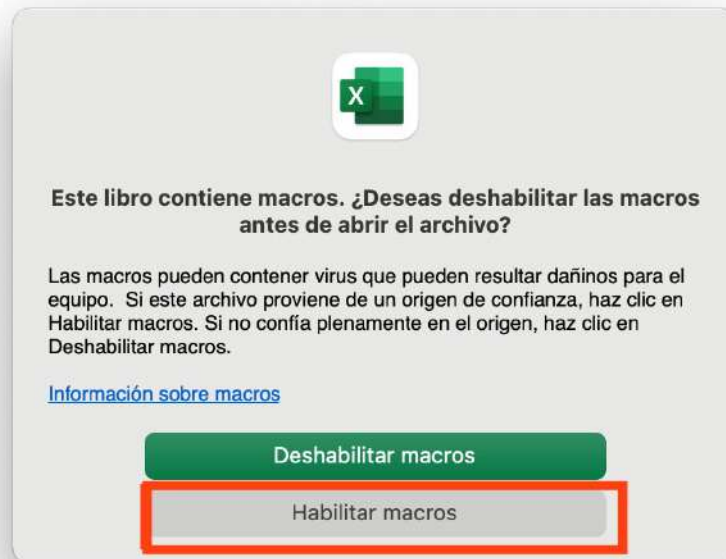 X
Este libro contiene macros. ¿Deseas deshabilitar las macros
antes de abrir el archivo?
Las macros pueden contener virus que pueden resultar dañinos para el
equipo.  Si este archivo proviene de un origen de confianza, haz clic en
Habilitar macros. Si no confía plenamente en el origen, haz clic en
Deshabilitar macros.
Información sobre macros
Deshabilitar macros
Habilitar macros